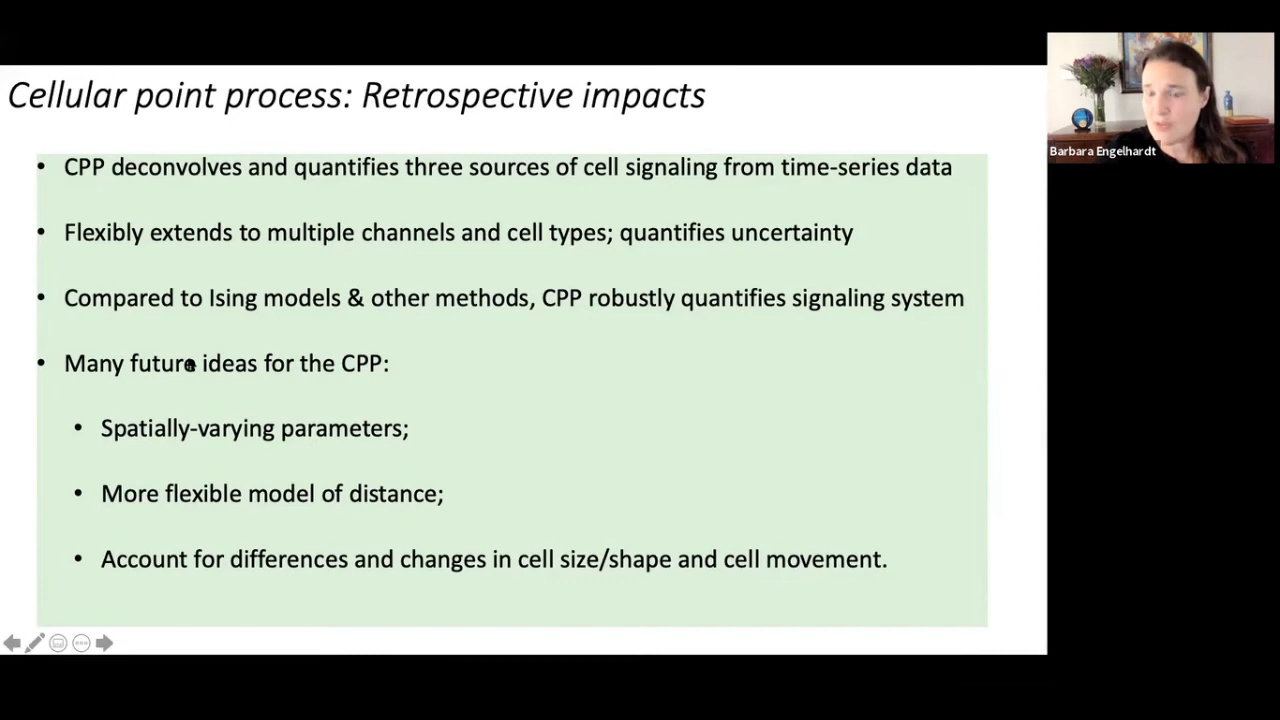 Cellular point process: Retrospective impacts
Barbara Engelhardt
• CPP deconvolves and quantifies three sources of cell signaling from time-series data
• Flexibly extends to multiple channels and cell types; quantifies uncertainty
• Compared to Ising models & other methods, CPP robustly quantifies signaling system
• Many future ideas for the CPP:
• Spatially-varying parameters;
• More flexible model of distance;
• Account for differences and changes in cell size/shape and cell movement.